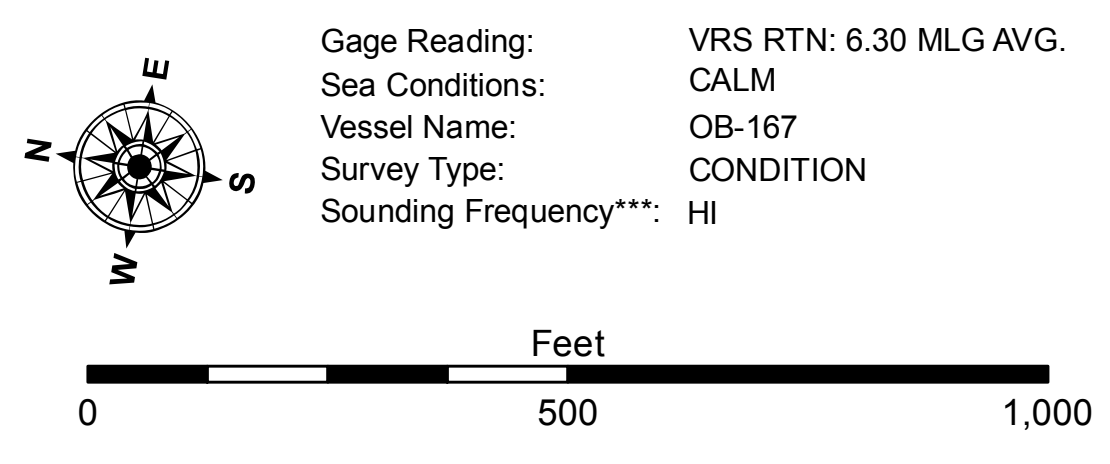 Gage Reading: VRS RTN: 6.30 MLG AVG.
Sea Conditions: CALM
Vessel Name: OB-167
Survey Type: CONDITION
Sounding Frequency***: HI
E
N
S
W
Feet
0 500 1,000